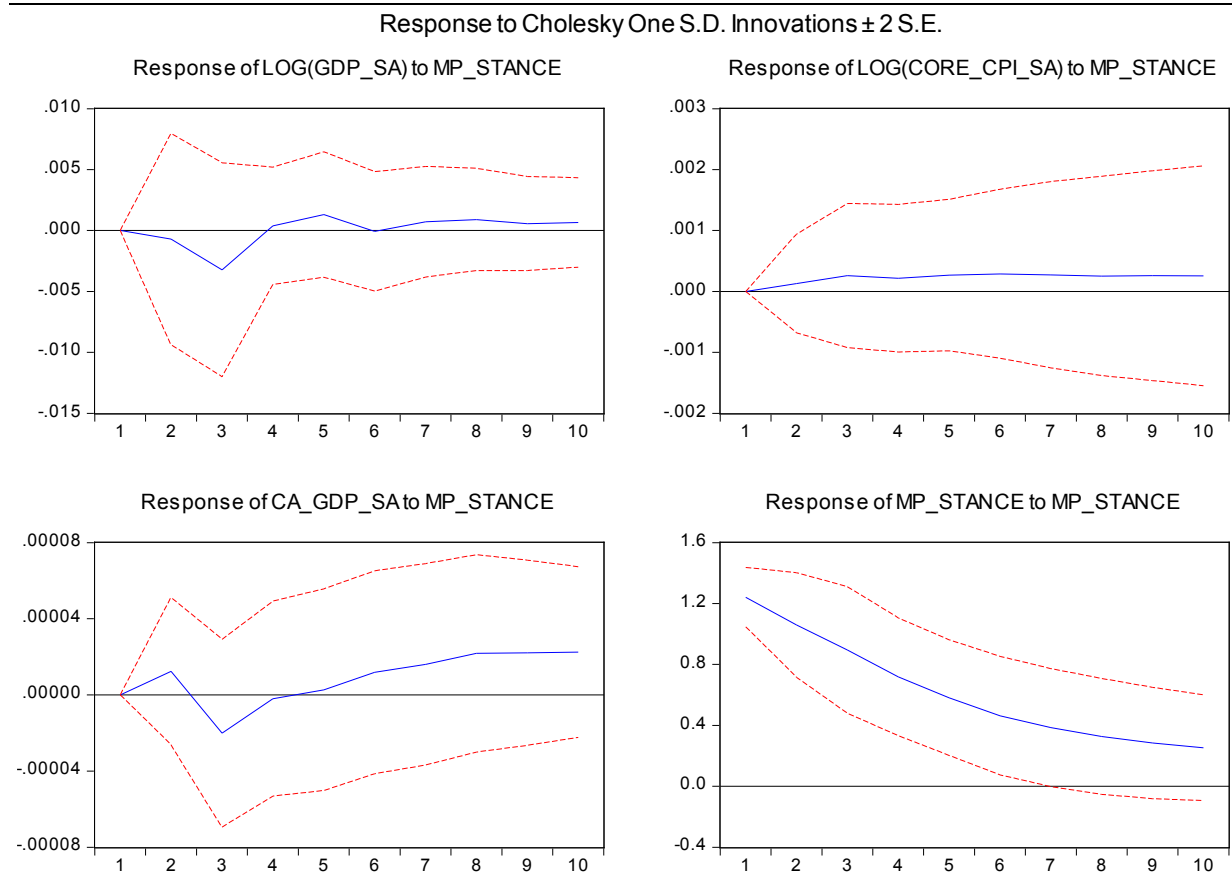 Response to Cholesky One S.D. Innovations ± 2 S.E.
Response of LOG(GDP_SA) to MP_STANCE
.010
.005
.000
-.005
-.010
-.015
1 2 3 4 5 6 7 8 9 10
Response of LOG(CORE_CPI_SA) to MP_STANCE
.003
.002
.001
.000
-.001
-.002
1 2 3 4 5 6 7 8 9 10
Response of CA_GDP_SA to MP_STANCE
.00008
.00004
.00000
-.00004
-.00008
1 2 3 4 5 6 7 8 9 10
Response of MP_STANCE to MP_STANCE
1.6
1.2
0.8
0.4
0.0
-0.4
1 2 3 4 5 6 7 8 9 10